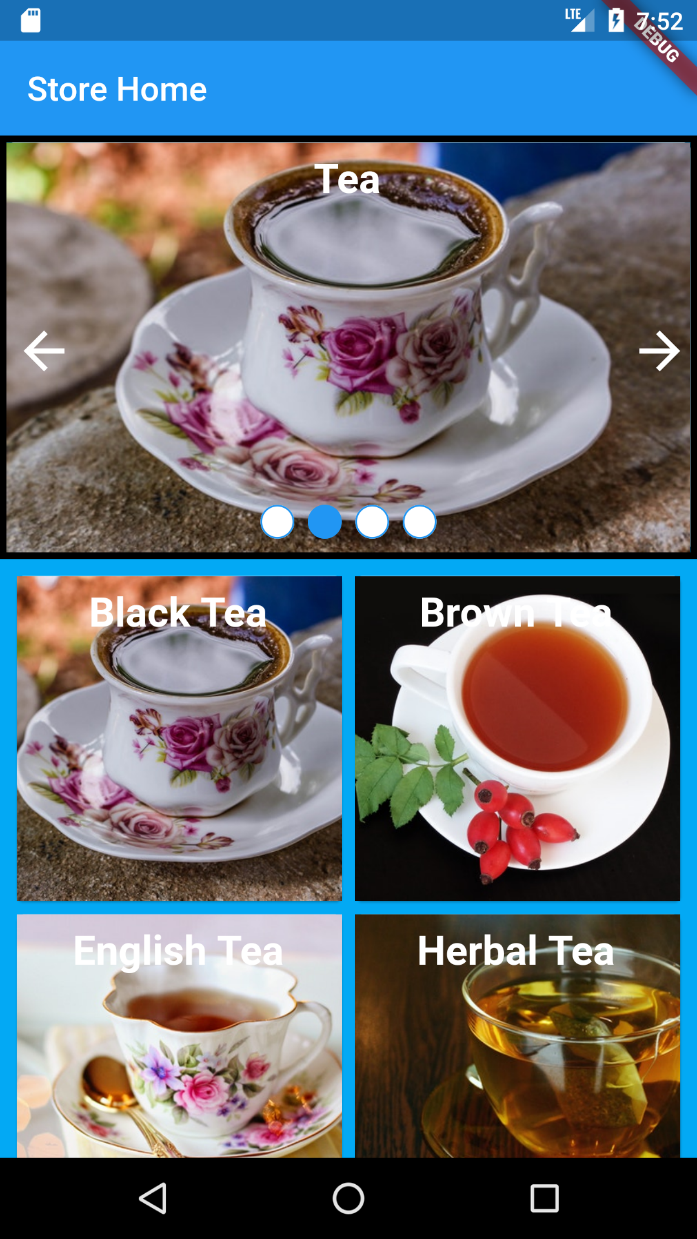 LTE
7:52
DEBUG
Store Home
Tea
Black Tea
Brown Tea
English Tea
Herbal Tea